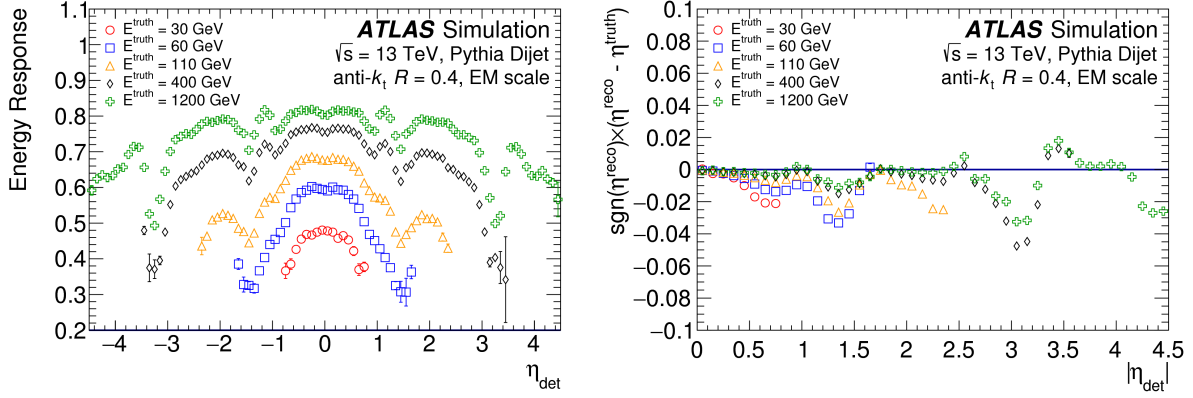 Energy Response
1.1
1
0.9
0.8
0.7
0.6
0.5
0.4
0.3
0.2
E^truth = 30 GeV
E^truth = 60 GeV
E^truth = 110 GeV
E^truth = 400 GeV
E^truth = 1200 GeV
ATLAS Simulation
√s = 13 TeV, Pythia Dijet
anti-k_t R = 0.4, EM scale
−4 −3 −2 −1 0 1 2 3 4
η_det
sgn(η^reco)×(η^reco - η^truth)
0.1
0.08
0.06
0.04
0.02
0
−0.02
−0.04
−0.06
−0.08
−0.1
E^truth = 30 GeV
E^truth = 60 GeV
E^truth = 110 GeV
E^truth = 400 GeV
E^truth = 1200 GeV
ATLAS Simulation
√s = 13 TeV, Pythia Dijet
anti-k_t R = 0.4, EM scale
0 0.5 1 1.5 2 2.5 3 3.5 4 4.5
|η_det|